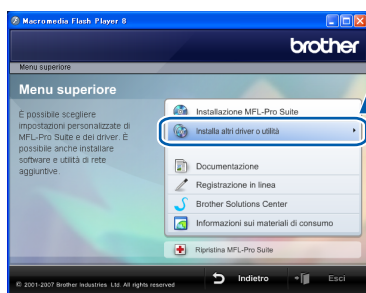 Macromedia Flash Player 8
brother
Menu superiore
Menu superiore
È possibile scegliere
impostazioni personalizzate di
MFL-Pro Suite e dei driver. È
possibile anche installare
software e utilità di rete
aggiuntive.
Installazione MFL-Pro Suite
Installa altri driver o utilità
Documentazione
Registrazione in linea
Brother Solutions Center
Informazioni sui materiali di consumo
Ripristina MFL-Pro Suite
© 2001-2007 Brother Industries Ltd. All rights reserved
Indietro
Esci